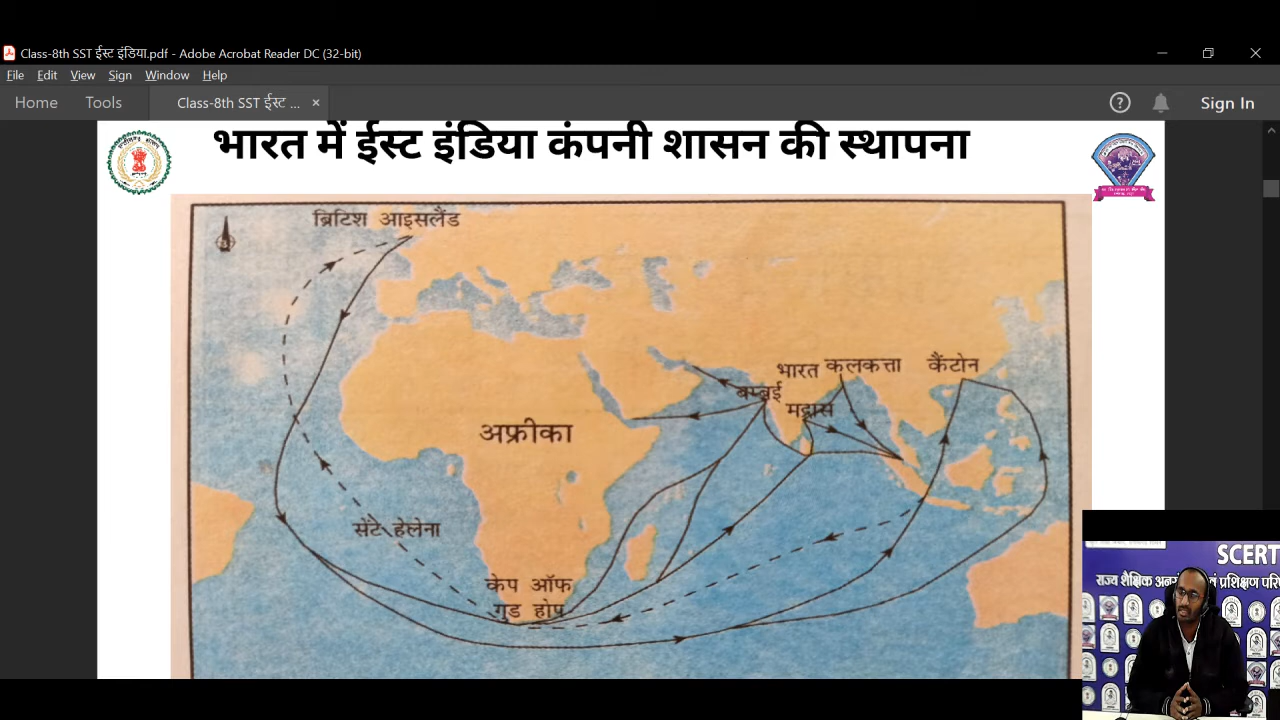 Class-8th SST ईस्ट इंडिया.pdf - Adobe Acrobat Reader DC (32-bit)
File Edit View Sign Window Help
Home Tools Class-8th SST ईस्ट ... × Sign In
भारत में ईस्ट इंडिया कंपनी शासन की स्थापना
ब्रिटिश आइसलैंड
भारत कलकत्ता कैंटोन
बम्बई
मद्रास
अफ्रीका
सेंटे हेलेना
केप ऑफ
गुड होप
SCERT
राज्य शैक्षिक